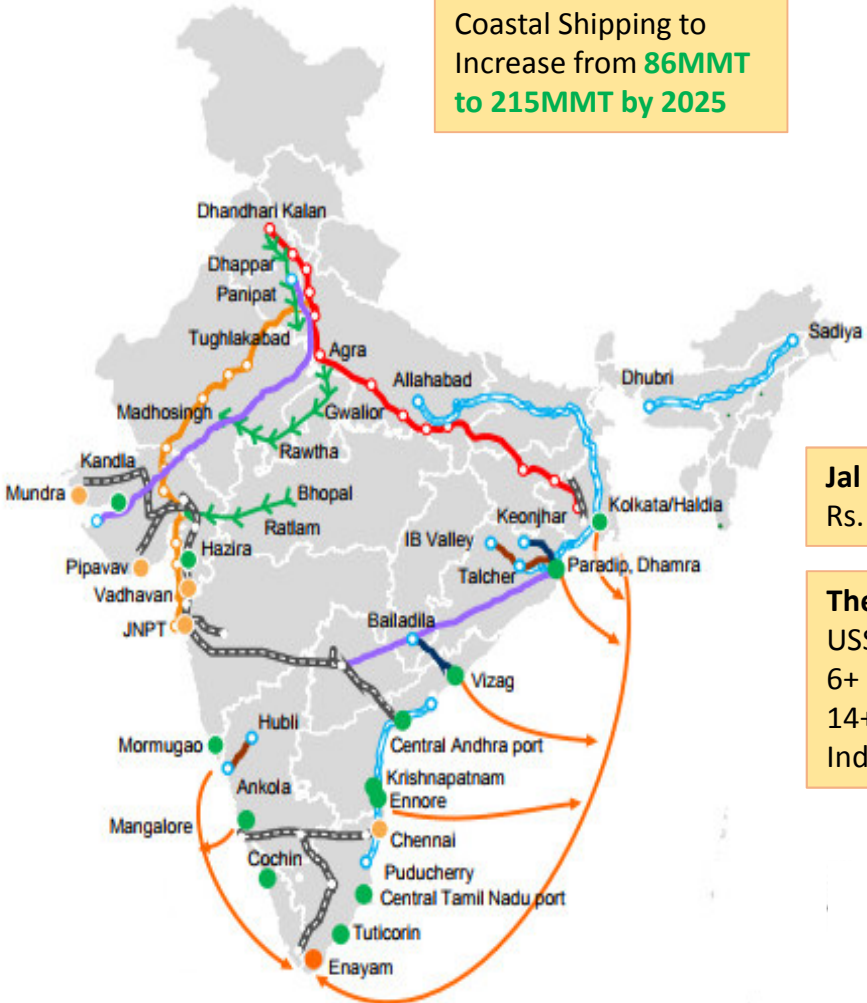 Coastal Shipping to
Increase from 86MMT
to 215MMT by 2025
Dhandhari Kalan
Dhappar
Panipat
Tughlakabad
Agra
Allahabad
Dhubri
Sadiya
Madhosingh
Gwalior
Rawtha
Kandla
Mundra
Bhopal
Ratlam
Keonjhar
Kolkata/Haldia
Jal
Rs.
IB Valley
Hazira
Pipavav
Talcher
Paradip, Dhamra
Vadhavan
The
US$
6+
14+
Ind
JNPT
Bailadila
Vizag
Hubli
Mormugao
Central Andhra port
Ankola
Krishnapatnam
Ennore
Mangalore
Chennai
Cochin
Puducherry
Central Tamil Nadu port
Tuticorin
Enayam